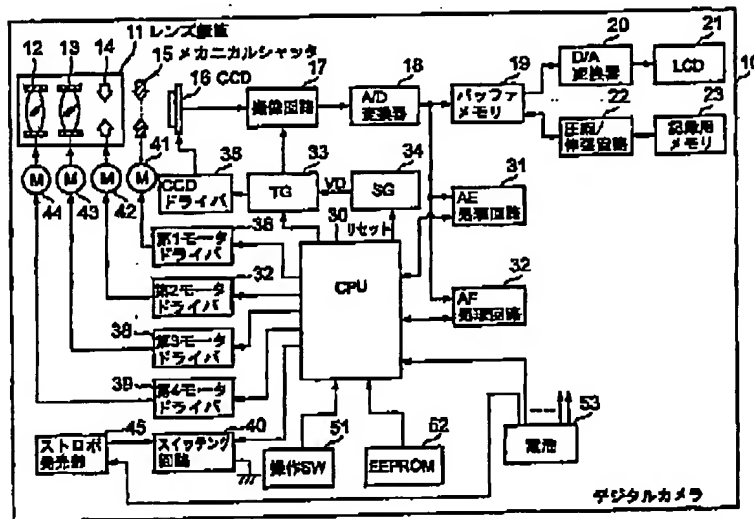 11 レンズ装置
12 13 14
15 メカニカルシャッタ
16 CCD
17
撮像回路
18
A/D
変換器
19
バッファ
メモリ
20
D/A
変換器
21
LCD
22
圧縮/
伸張回路
23
記録用
メモリ
10
M M M M
44 43 42 41
35
CCD
ドライバ
33
TG
VD
34
SG
31
AE
処理回路
30
リセット
CPU
32
AF
処理回路
36
第1モータ
ドライバ
32
第2モータ
ドライバ
38
第3モータ
ドライバ
39
第4モータ
ドライバ
45
ストロボ
発光部
40
スイッチング
回路
51
操作SW
52
EEPROM
53
電池
デジタルカメラ